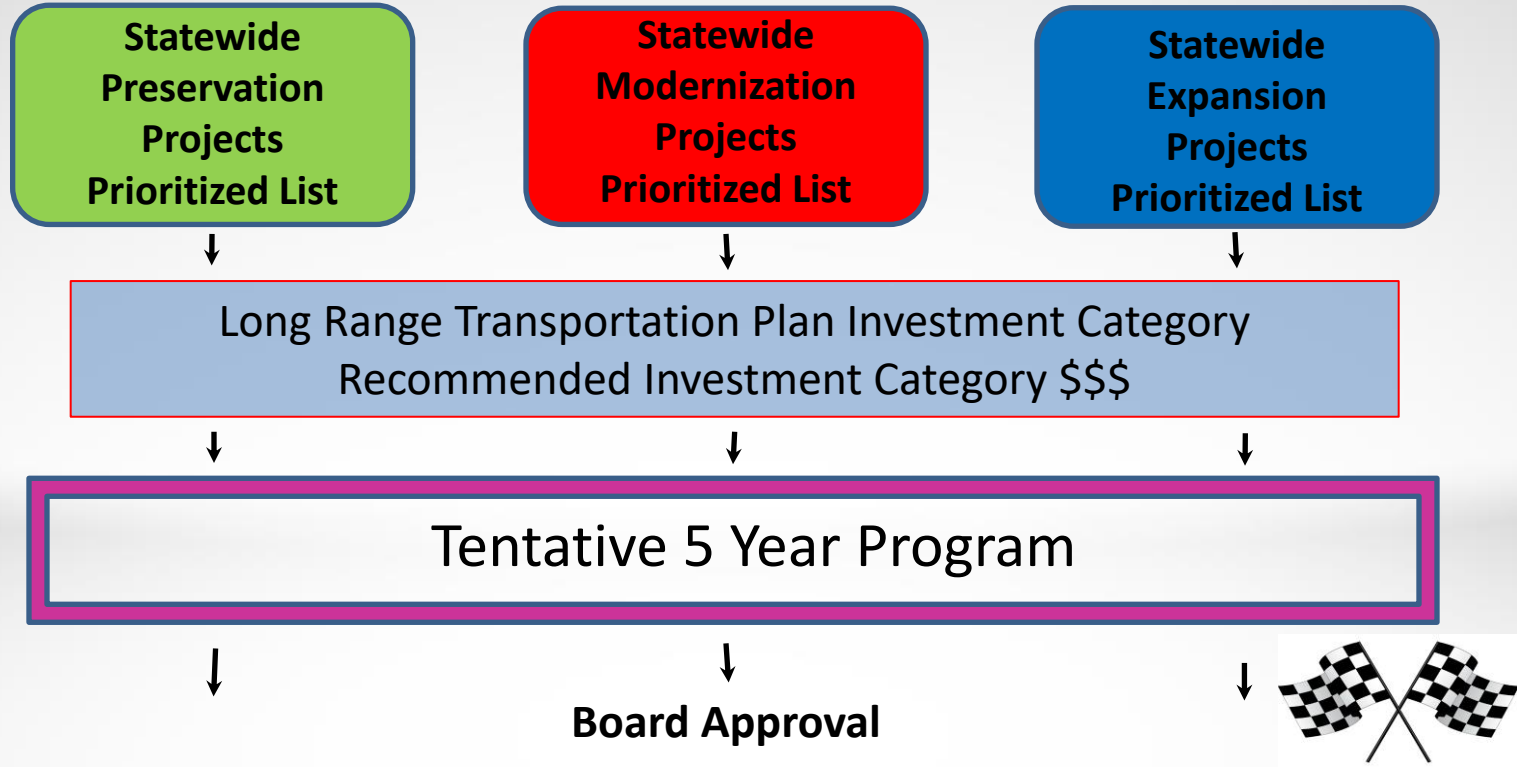 Statewide
Preservation
Projects
Prioritized List
Statewide
Modernization
Projects
Prioritized List
Statewide
Expansion
Projects
Prioritized List
Long Range Transportation Plan Investment Category
Recommended Investment Category $$$
Tentative 5 Year Program
Board Approval